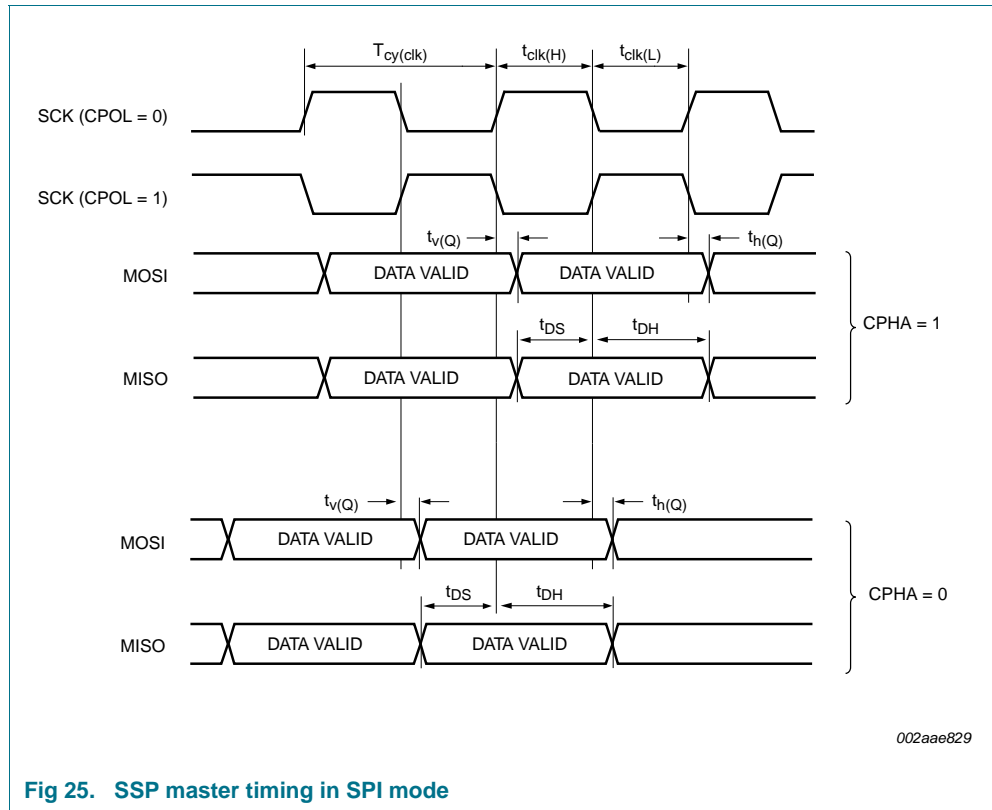 Tcy(clk) tclk(H) tclk(L)
SCK (CPOL = 0)
SCK (CPOL = 1)
tv(Q) th(Q)
MOSI DATA VALID DATA VALID
CPHA = 1
tDS tDH
MISO DATA VALID DATA VALID
tv(Q) th(Q)
MOSI DATA VALID DATA VALID
CPHA = 0
tDS tDH
MISO DATA VALID DATA VALID
002aae829
Fig 25. SSP master timing in SPI mode